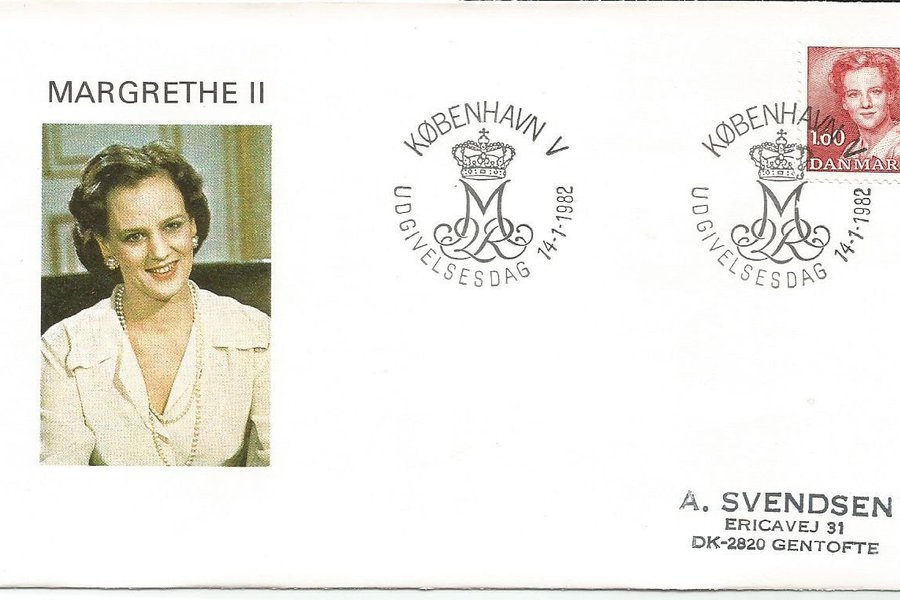 MARGRETHE II
KØBENHAVN V
UDGIVELSESDAG 14-1-1982
KØBENHAVN V
UDGIVELSESDAG 14-1-1982
1.00
DANMAR
A. SVENDSEN
ERICAVEJ 31
DK-2820 GENTOFTE